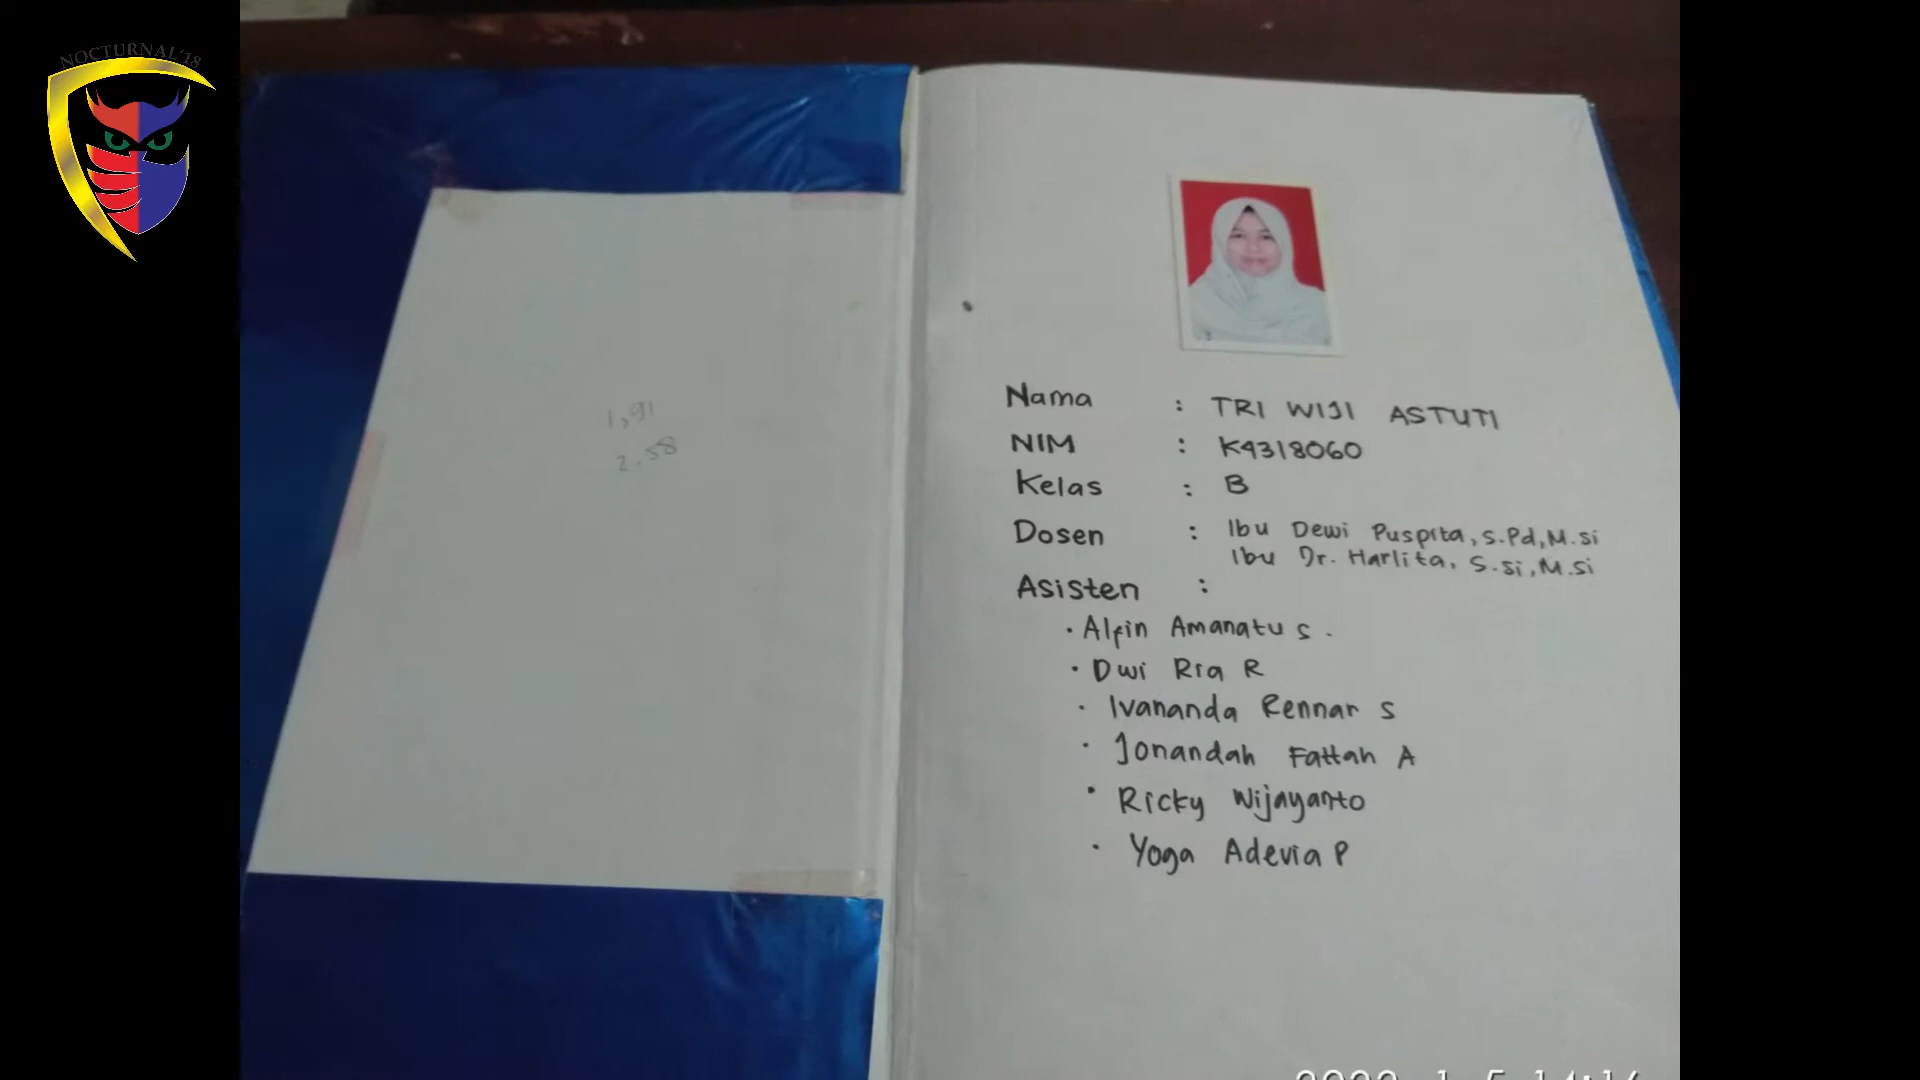 NOCTURNAL'18
1,91
2.58
Nama : TRI WIJI ASTUTI
NIM : K4318060
Kelas : B
Dosen : Ibu Dewi Puspita, S.Pd, M.si
Ibu Dr. Harlita, S.si, M.si
Asisten :
• Alfin Amanatu S.
• Dwi Ria R
• Ivananda Rennar S
• Jonandah Fattah A
• Ricky Wijayanto
• Yoga Adevia P